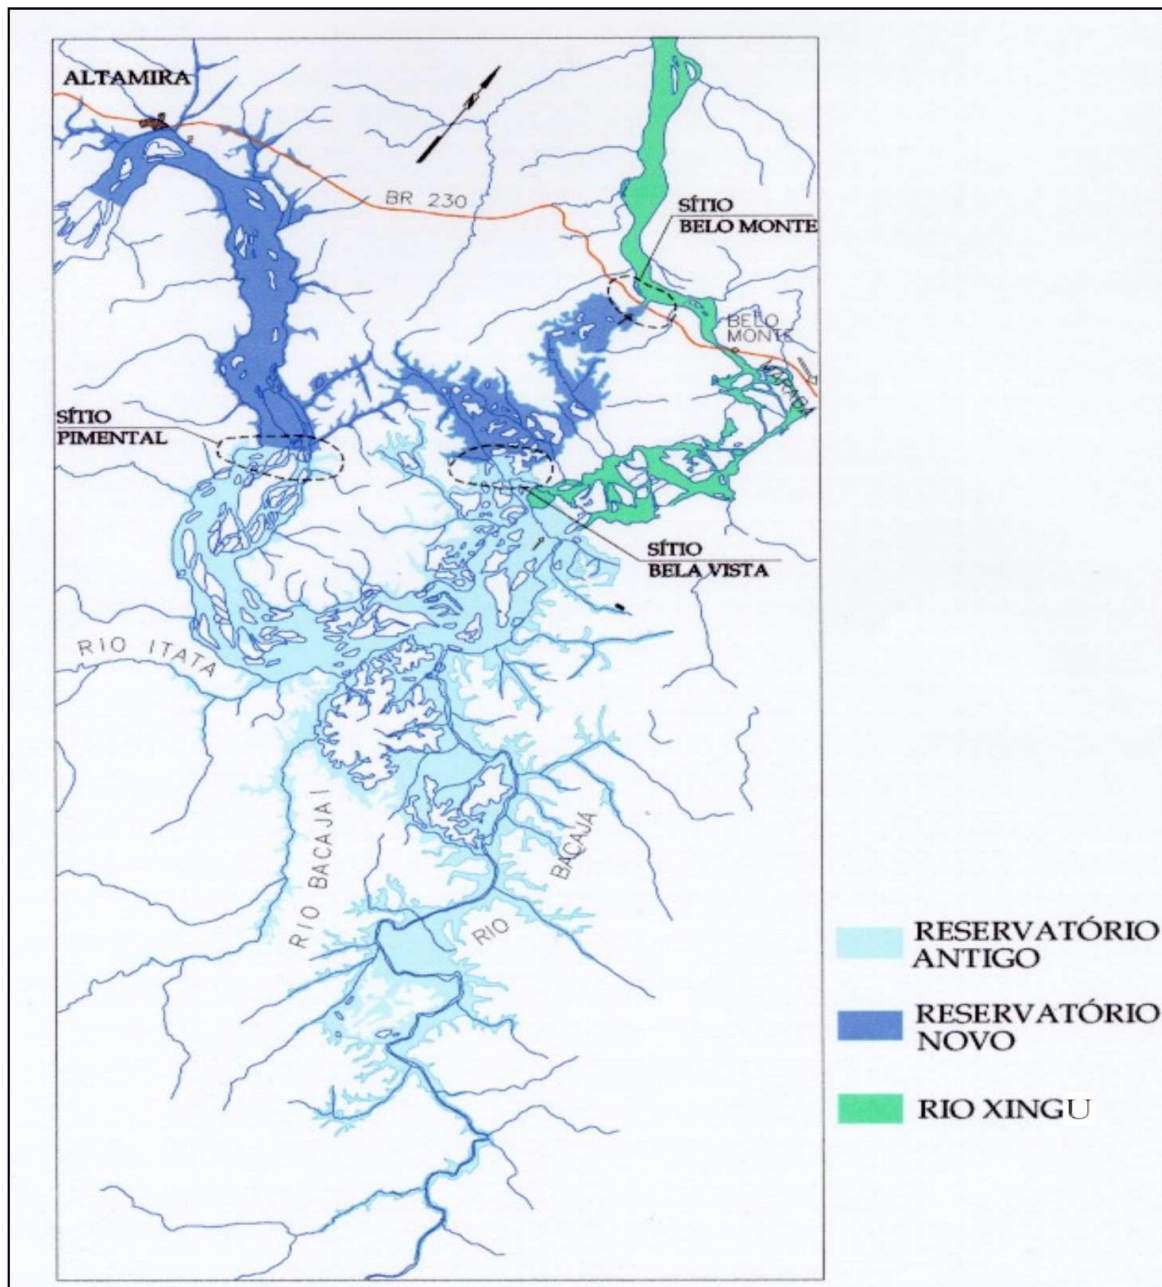 ALTAMIRA
N
BR 230
SÍTIO
BELO MONTE
BELO
MONTE
MARABÁ
SÍTIO
PIMENTAL
SÍTIO
BELA VISTA
RIO ITATA
RIO BACAJAI
RIO BACAJA
RESERVATÓRIO
ANTIGO
RESERVATÓRIO
NOVO
RIO XINGU